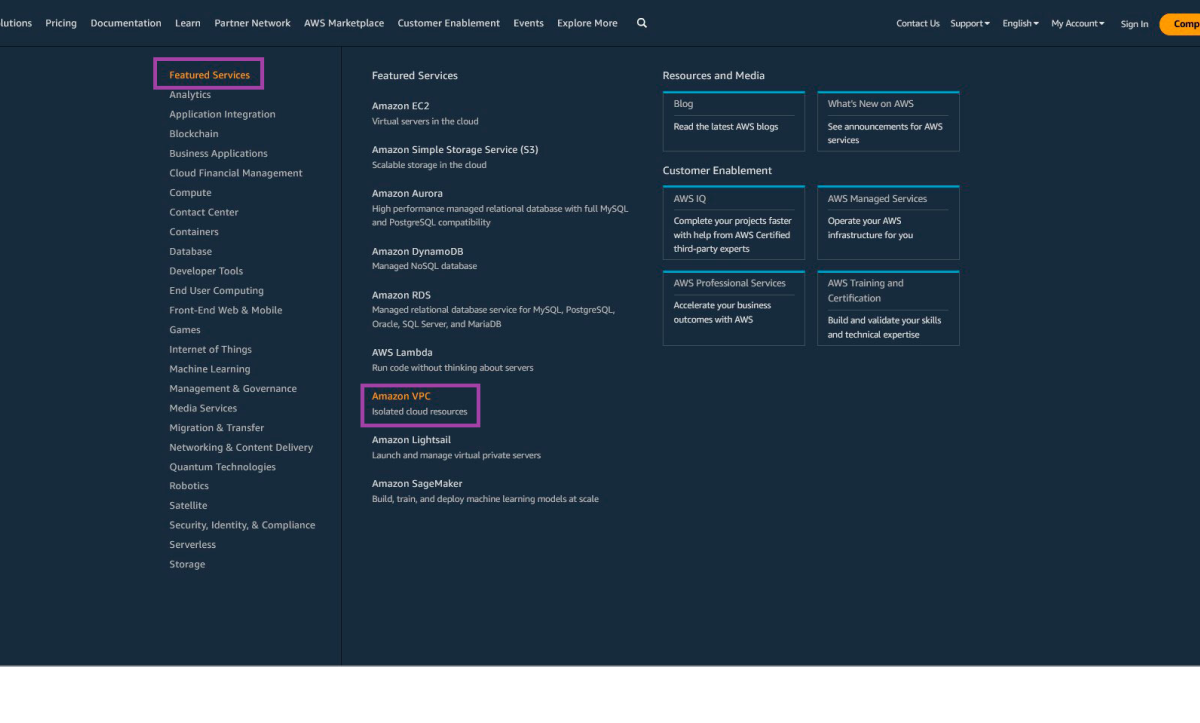 Pricing Documentation Learn Partner Network AWS Marketplace Customer Enablement Events Explore More
Contact Us Support English My Account Sign In
Featured Services
Analytics
Application Integration
Blockchain
Business Applications
Cloud Financial Management
Compute
Contact Center
Containers
Database
Developer Tools
End User Computing
Front-End Web & Mobile
Games
Internet of Things
Machine Learning
Management & Governance
Media Services
Migration & Transfer
Networking & Content Delivery
Quantum Technologies
Robotics
Satellite
Security, Identity, & Compliance
Serverless
Storage
Featured Services
Amazon EC2
Virtual servers in the cloud
Amazon Simple Storage Service (S3)
Scalable storage in the cloud
Amazon Aurora
High performance managed relational database with full MySQL
and PostgreSQL compatibility
Amazon DynamoDB
Managed NoSQL database
Amazon RDS
Managed relational database service for MySQL, PostgreSQL,
Oracle, SQL Server, and MariaDB
AWS Lambda
Run code without thinking about servers
Amazon VPC
Isolated cloud resources
Amazon Lightsail
Launch and manage virtual private servers
Amazon SageMaker
Build, train, and deploy machine learning models at scale
Resources and Media
Blog
Read the latest AWS blogs
What's New on AWS
See announcements for AWS
services
Customer Enablement
AWS IQ
Complete your projects faster
with help from AWS Certified
third-party experts
AWS Managed Services
Operate your AWS
infrastructure for you
AWS Professional Services
Accelerate your business
outcomes with AWS
AWS Training and
Certification
Build and validate your skills
and technical expertise